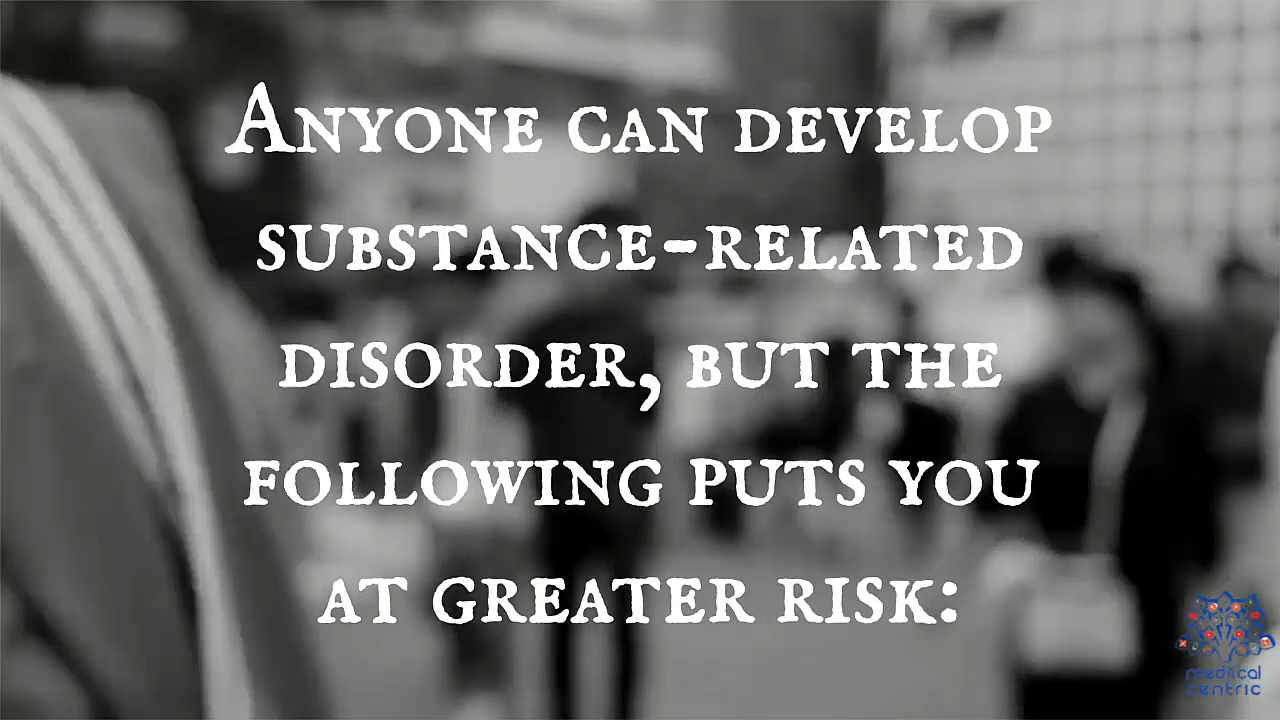 Anyone can develop
substance-related
disorder, but the
following puts you
at greater risk:
medical
centric